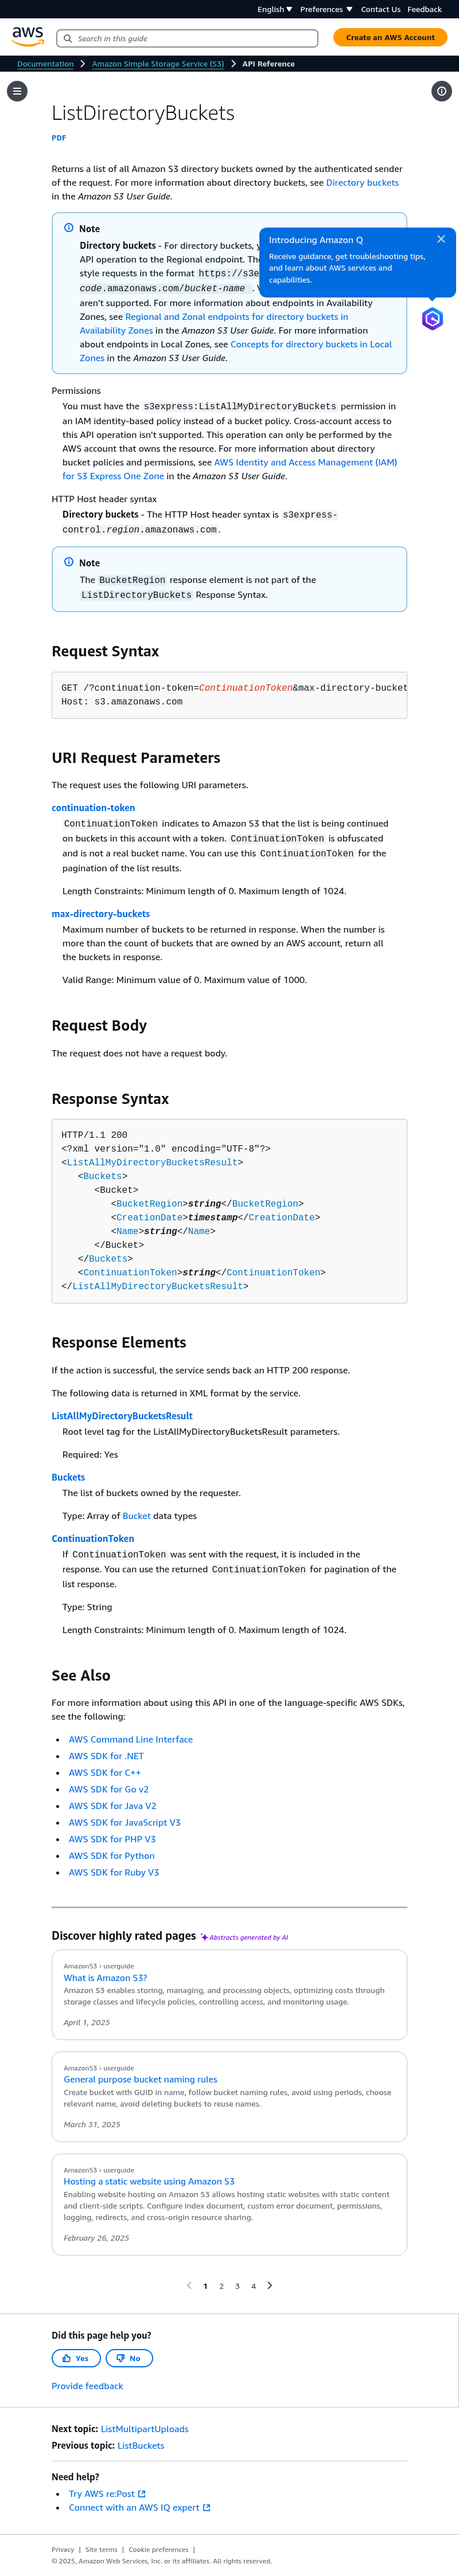 English Preferences Contact Us Feedback
aws Search in this guide Create an AWS Account
Documentation Amazon Simple Storage Service (S3) API Reference
ListDirectoryBuckets
PDF
Returns a list of all Amazon S3 directory buckets owned by the authenticated sender
of the request. For more information about directory buckets, see Directory buckets
in the Amazon S3 User Guide.
Note
Directory buckets - For directory buckets, y
API operation to the Regional endpoint. The
style requests in the format https://s3e
code.amazonaws.com/bucket-name .
aren't supported. For more information about endpoints in Availability
Zones, see Regional and Zonal endpoints for directory buckets in
Availability Zones in the Amazon S3 User Guide. For more information
about endpoints in Local Zones, see Concepts for directory buckets in Local
Zones in the Amazon S3 User Guide.
Introducing Amazon Q
Receive guidance, get troubleshooting tips,
and learn about AWS services and
capabilities.
Permissions
You must have the s3express:ListAllMyDirectoryBuckets permission in
an IAM identity-based policy instead of a bucket policy. Cross-account access to
this API operation isn't supported. This operation can only be performed by the
AWS account that owns the resource. For more information about directory
bucket policies and permissions, see AWS Identity and Access Management (IAM)
for S3 Express One Zone in the Amazon S3 User Guide.
HTTP Host header syntax
Directory buckets - The HTTP Host header syntax is s3express-
control.region.amazonaws.com.
Note
The BucketRegion response element is not part of the
ListDirectoryBuckets Response Syntax.
Request Syntax
GET /?continuation-token=ContinuationToken&max-directory-bucket
Host: s3.amazonaws.com
URI Request Parameters
The request uses the following URI parameters.
continuation-token
ContinuationToken indicates to Amazon S3 that the list is being continued
on buckets in this account with a token. ContinuationToken is obfuscated
and is not a real bucket name. You can use this ContinuationToken for the
pagination of the list results.
Length Constraints: Minimum length of 0. Maximum length of 1024.
max-directory-buckets
Maximum number of buckets to be returned in response. When the number is
more than the count of buckets that are owned by an AWS account, return all
the buckets in response.
Valid Range: Minimum value of 0. Maximum value of 1000.
Request Body
The request does not have a request body.
Response Syntax
HTTP/1.1 200
<?xml version="1.0" encoding="UTF-8"?>
<ListAllMyDirectoryBucketsResult>
<Buckets>
<Bucket>
<BucketRegion>string</BucketRegion>
<CreationDate>timestamp</CreationDate>
<Name>string</Name>
</Bucket>
</Buckets>
<ContinuationToken>string</ContinuationToken>
</ListAllMyDirectoryBucketsResult>
Response Elements
If the action is successful, the service sends back an HTTP 200 response.
The following data is returned in XML format by the service.
ListAllMyDirectoryBucketsResult
Root level tag for the ListAllMyDirectoryBucketsResult parameters.
Required: Yes
Buckets
The list of buckets owned by the requester.
Type: Array of Bucket data types
ContinuationToken
If ContinuationToken was sent with the request, it is included in the
response. You can use the returned ContinuationToken for pagination of the
list response.
Type: String
Length Constraints: Minimum length of 0. Maximum length of 1024.
See Also
For more information about using this API in one of the language-specific AWS SDKs,
see the following:
• AWS Command Line Interface
• AWS SDK for .NET
• AWS SDK for C++
• AWS SDK for Go v2
• AWS SDK for Java V2
• AWS SDK for JavaScript V3
• AWS SDK for PHP V3
• AWS SDK for Python
• AWS SDK for Ruby V3
Discover highly rated pages Abstracts generated by AI
AmazonS3 › userguide
What is Amazon S3?
Amazon S3 enables storing, managing, and processing objects, optimizing costs through
storage classes and lifecycle policies, controlling access, and monitoring usage.
April 1, 2025
AmazonS3 › userguide
General purpose bucket naming rules
Create bucket with GUID in name, follow bucket naming rules, avoid using periods, choose
relevant name, avoid deleting buckets to reuse names.
March 31, 2025
AmazonS3 › userguide
Hosting a static website using Amazon S3
Enabling website hosting on Amazon S3 allows hosting static websites with static content
and client-side scripts. Configure index document, custom error document, permissions,
logging, redirects, and cross-origin resource sharing.
February 26, 2025
1 2 3 4
Did this page help you?
Yes No
Provide feedback
Next topic: ListMultipartUploads
Previous topic: ListBuckets
Need help?
• Try AWS re:Post
• Connect with an AWS IQ expert
Privacy | Site terms | Cookie preferences |
© 2025, Amazon Web Services, Inc. or its affiliates. All rights reserved.